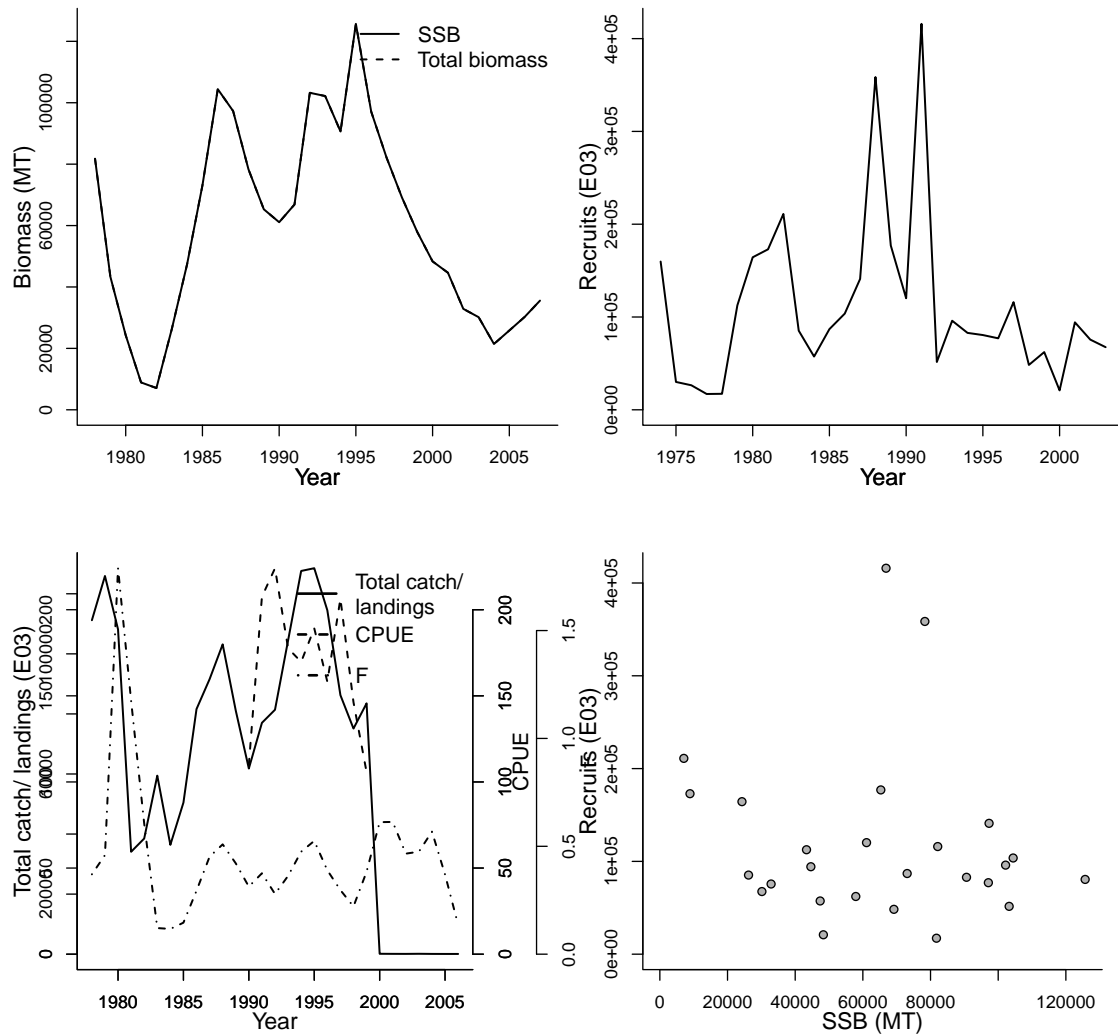 SSB
Total biomass
Biomass (MT)
0
20000
60000
100000
1980
1985
1990
1995
2000
2005
Year
Recruits (E03)
0e+00
1e+05
2e+05
3e+05
4e+05
1975
1980
1985
1990
1995
2000
Year
Total catch/
landings
CPUE
F
Total catch/ landings (E03)
0
1980
1985
1990
1995
2000
2005
Year
0
50
100
150
200
CPUE
0.0
0.5
1.0
1.5
Recruits (E03)
F
0e+00
1e+05
2e+05
3e+05
4e+05
0
20000
40000
60000
80000
120000
SSB (MT)